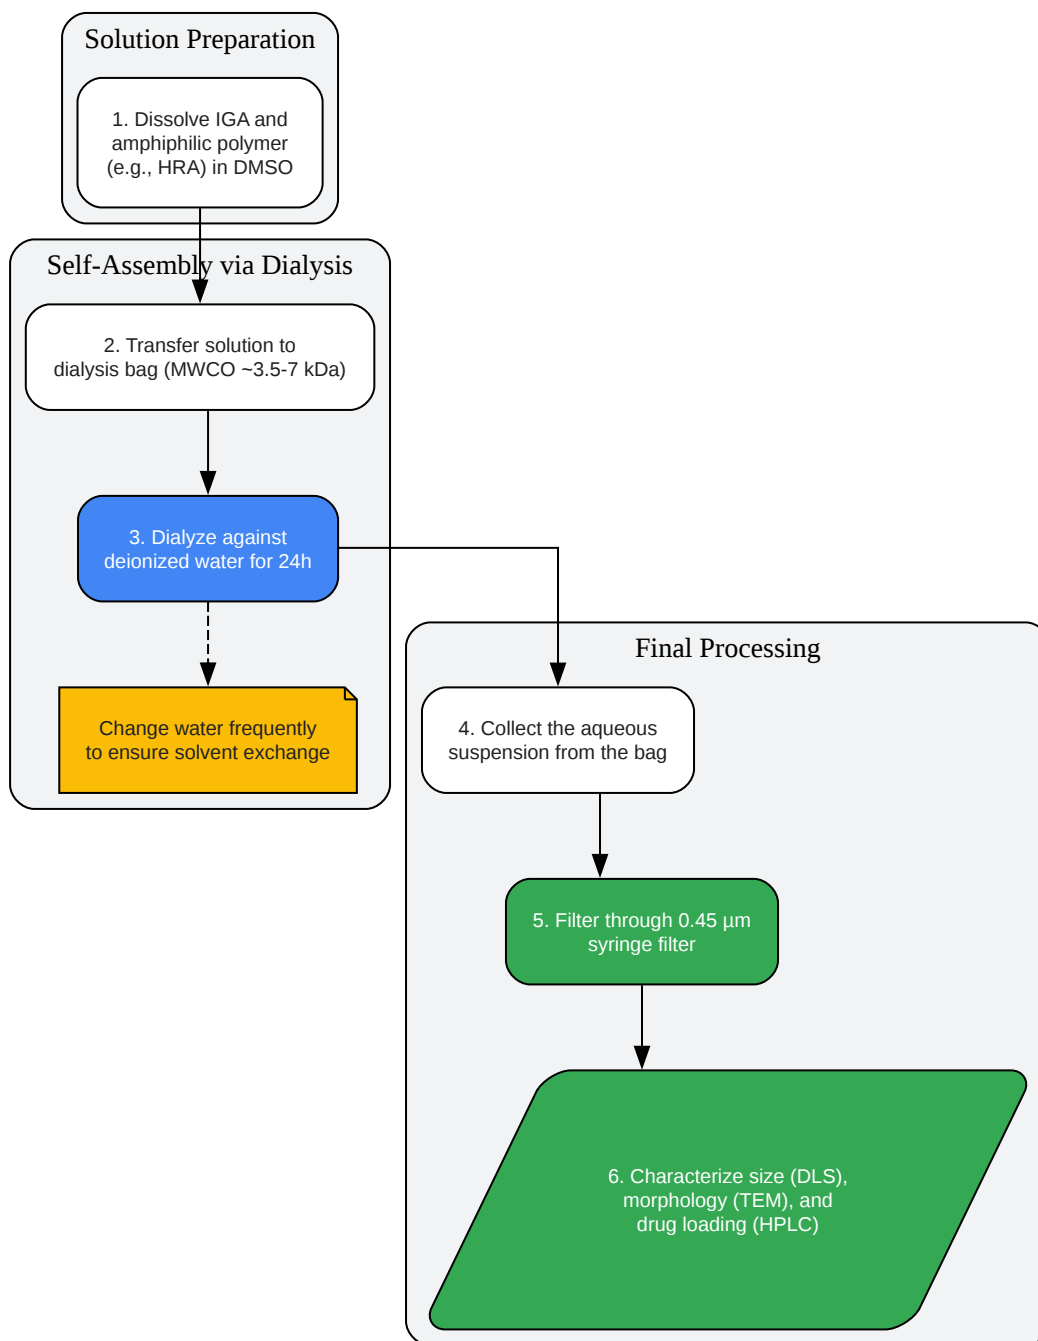 Solution Preparation
1. Dissolve IGA and
amphiphilic polymer
(e.g., HRA) in DMSO
Self-Assembly via Dialysis
2. Transfer solution to
dialysis bag (MWCO ~3.5-7 kDa)
3. Dialyze against
deionized water for 24h
Change water frequently
to ensure solvent exchange
Final Processing
4. Collect the aqueous
suspension from the bag
5. Filter through 0.45 µm
syringe filter
6. Characterize size (DLS),
morphology (TEM), and
drug loading (HPLC)